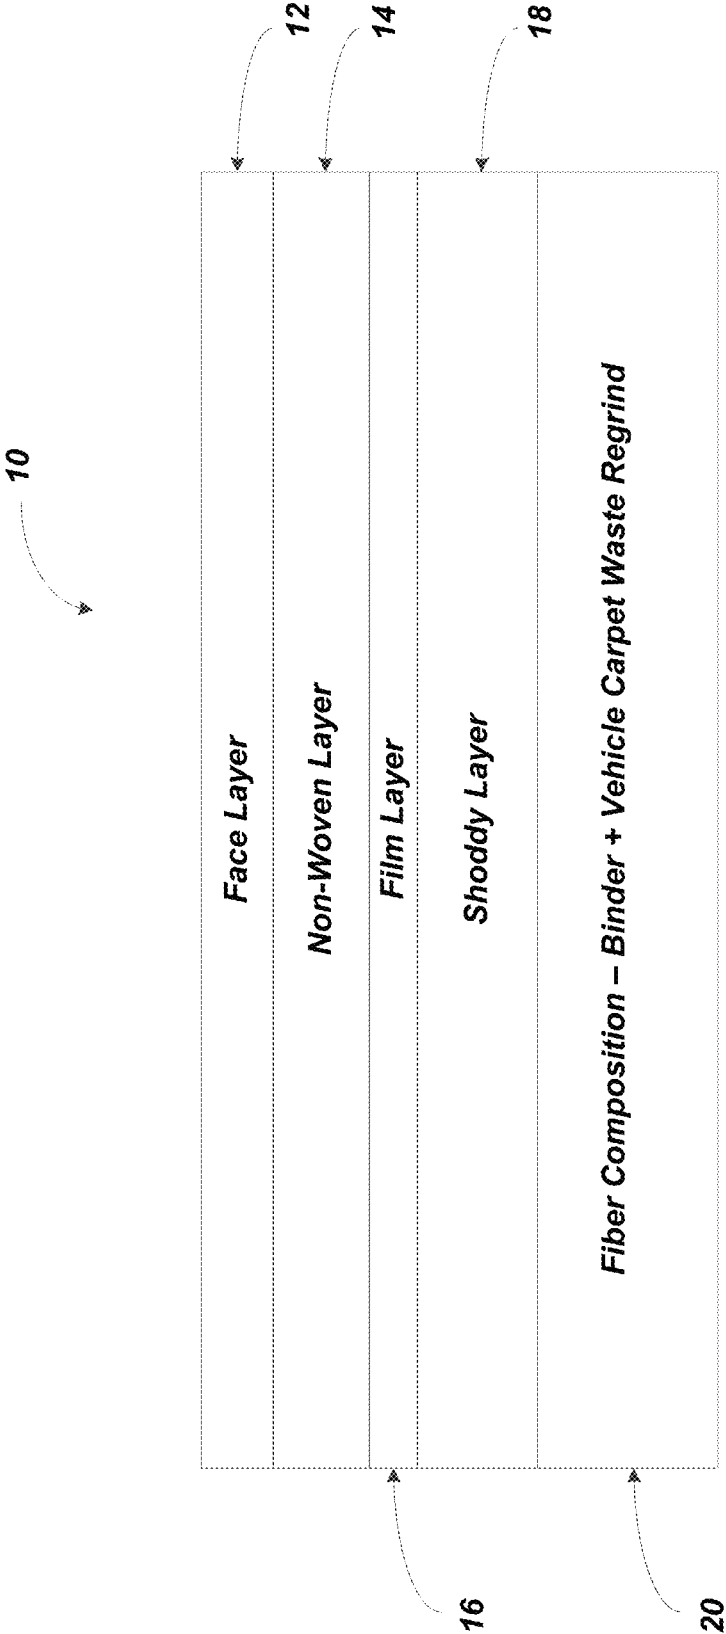 10
12
14
18
Face Layer
Non-Woven Layer
Film Layer
Shoddy Layer
Fiber Composition – Binder + Vehicle Carpet Waste Regrind
16
20